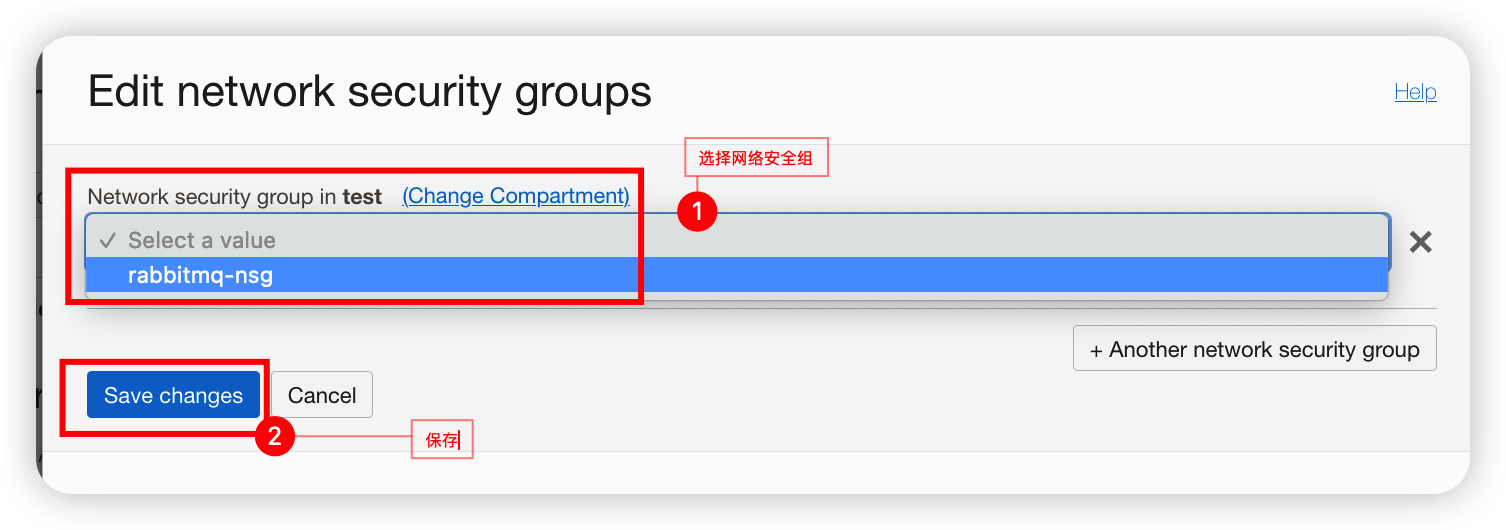 Edit network security groups
Help
选择网络安全组
Network security group in test (Change Compartment)
1
✓ Select a value
rabbitmq-nsg
+ Another network security group
Save changes
Cancel
2
保存